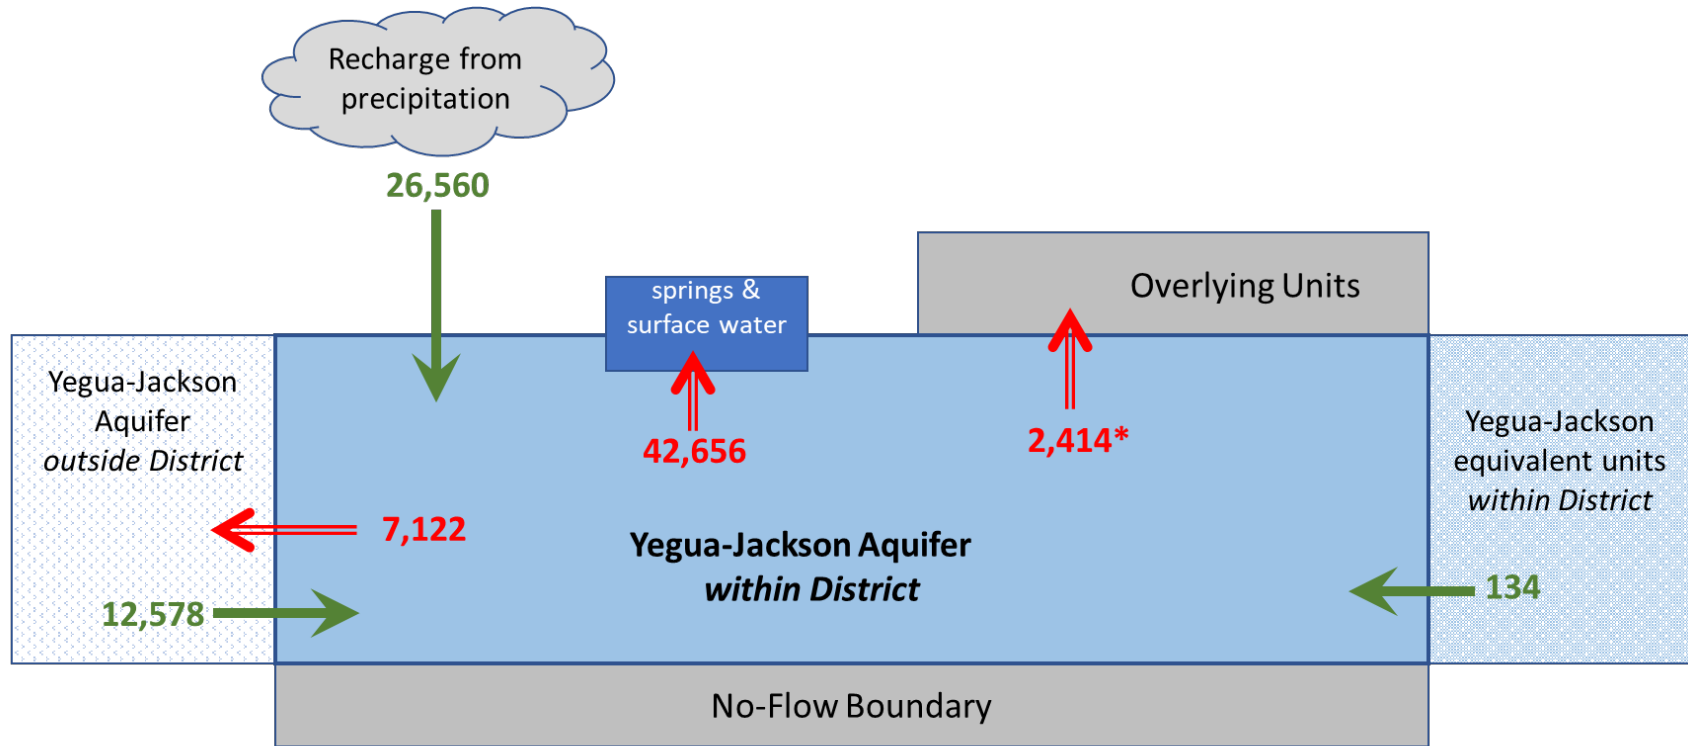 Recharge from
precipitation
26,560
springs &
surface water
Overlying Units
Yegua-Jackson
Aquifer
outside District
42,656
2,414*
Yegua-Jackson
equivalent units
within District
7,122
Yegua-Jackson Aquifer
within District
12,578
134
No-Flow Boundary